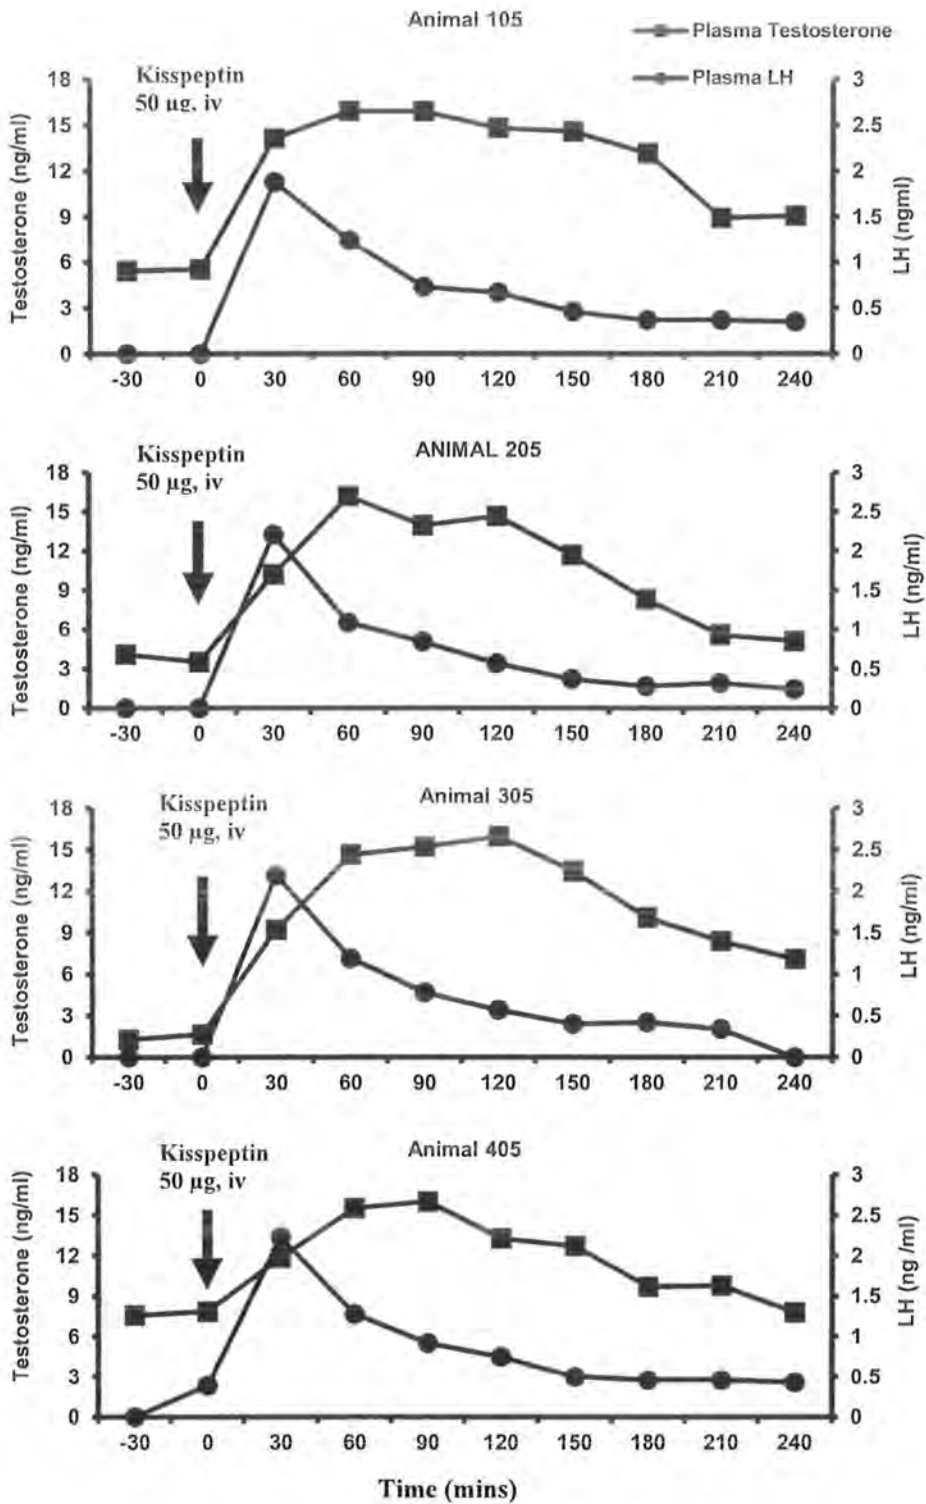 Animal 105
Plasma Testosterone
Plasma LH
Kisspeptin
50 µg, iv
Testosterone (ng/ml)
18
15
12
9
6
3
0
3
2.5
2
1.5
1
0.5
0
LH (ngml)
-30 0 30 60 90 120 150 180 210 240
ANIMAL 205
Kisspeptin
50 µg, iv
Testosterone (ng/ml)
18
15
12
9
6
3
0
3
2.5
2
1.5
1
0.5
0
LH (ng/ml)
-30 0 30 60 90 120 150 180 210 240
Animal 305
Kisspeptin
50 µg, iv
Testosterone (ng/ml)
18
15
12
9
6
3
0
3
2.5
2
1.5
1
0.5
0
LH (ng/ml)
-30 0 30 60 90 120 150 180 210 240
Animal 405
Kisspeptin
50 µg, iv
Testosterone (ng/ml)
18
15
12
9
6
3
0
3
2.5
2
1.5
1
0.5
0
LH (ng /ml)
-30 0 30 60 90 120 150 180 210 240
Time (mins)